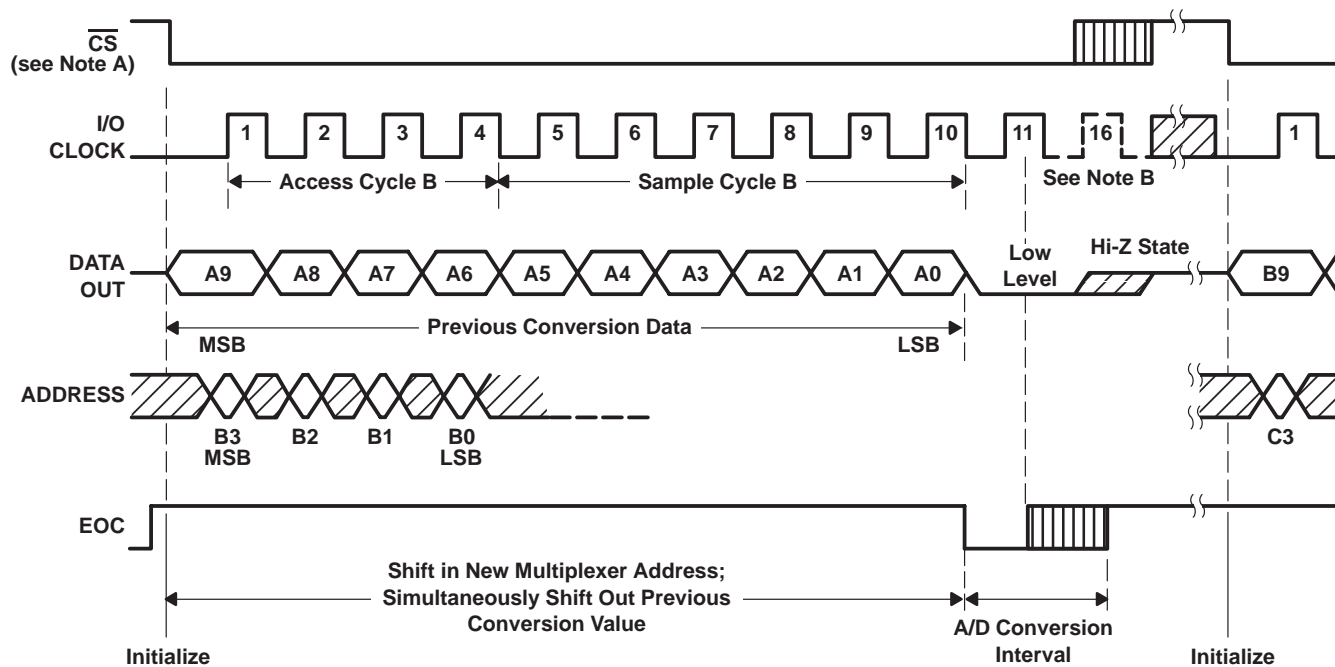 CS
(see Note A)
I/O
CLOCK
1 2 3 4 5 6 7 8 9 10 11 16 1
Access Cycle B
Sample Cycle B
See Note B
DATA
OUT
A9 A8 A7 A6 A5 A4 A3 A2 A1 A0
Low
Level
Hi-Z State
B9
Previous Conversion Data
MSB
LSB
ADDRESS
B3 B2 B1 B0
MSB LSB
C3
EOC
Shift in New Multiplexer Address;
Simultaneously Shift Out Previous
Conversion Value
A/D Conversion
Interval
Initialize
Initialize